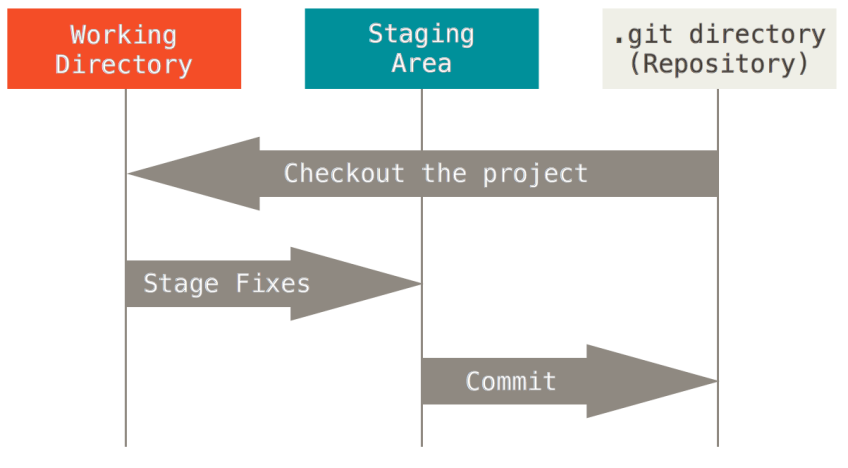 Working
Directory
Staging
Area
.git directory
(Repository)
Checkout the project
Stage Fixes
Commit